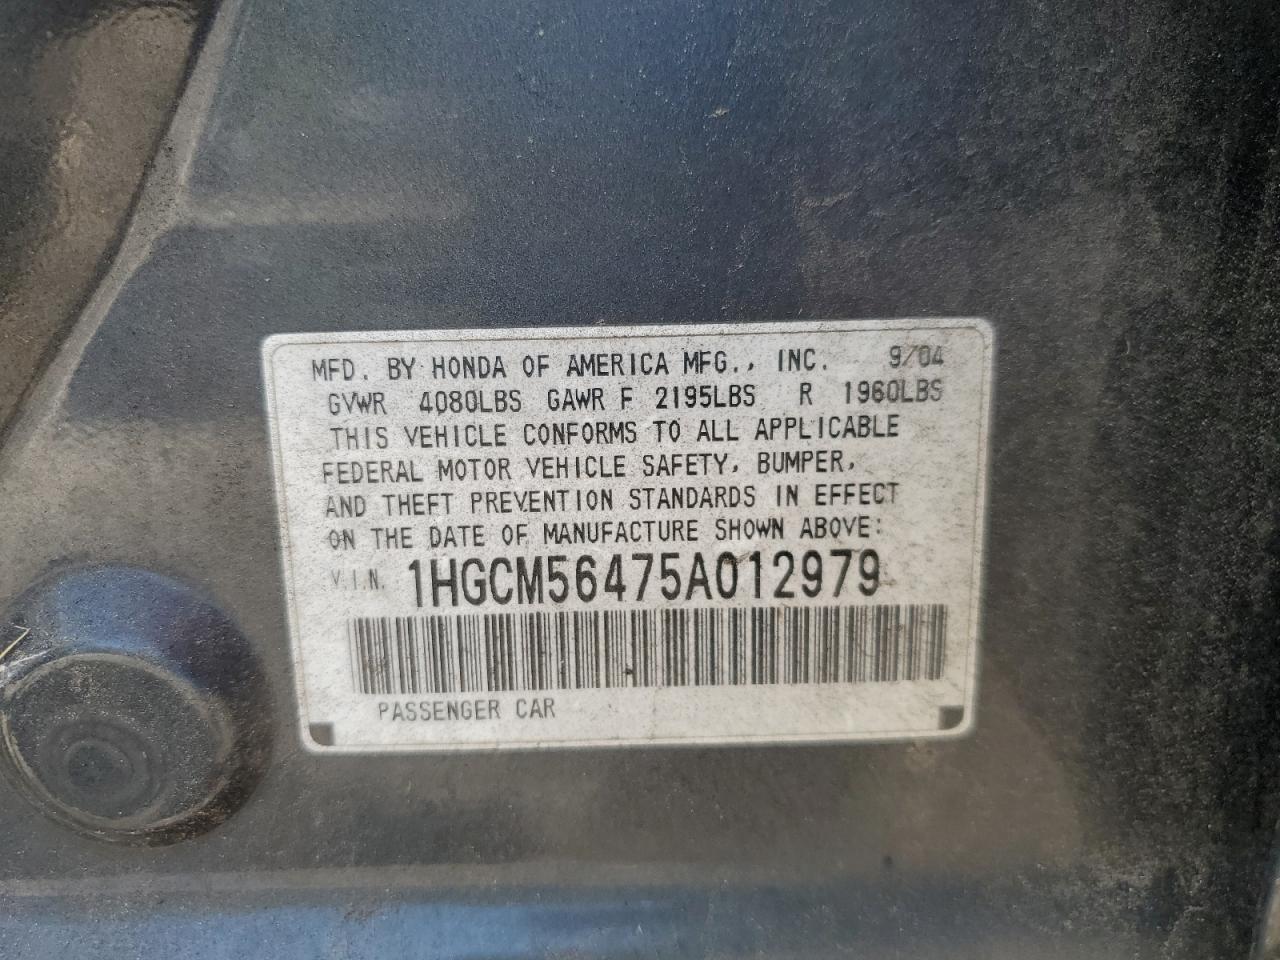 MFD. BY HONDA OF AMERICA MFG., INC. 9/04
GVWR 4080LBS GAWR F 2195LBS R 1960LBS
THIS VEHICLE CONFORMS TO ALL APPLICABLE
FEDERAL MOTOR VEHICLE SAFETY, BUMPER,
AND THEFT PREVENTION STANDARDS IN EFFECT
ON THE DATE OF MANUFACTURE SHOWN ABOVE:
V.I.N. 1HGCM56475A012979
PASSENGER CAR